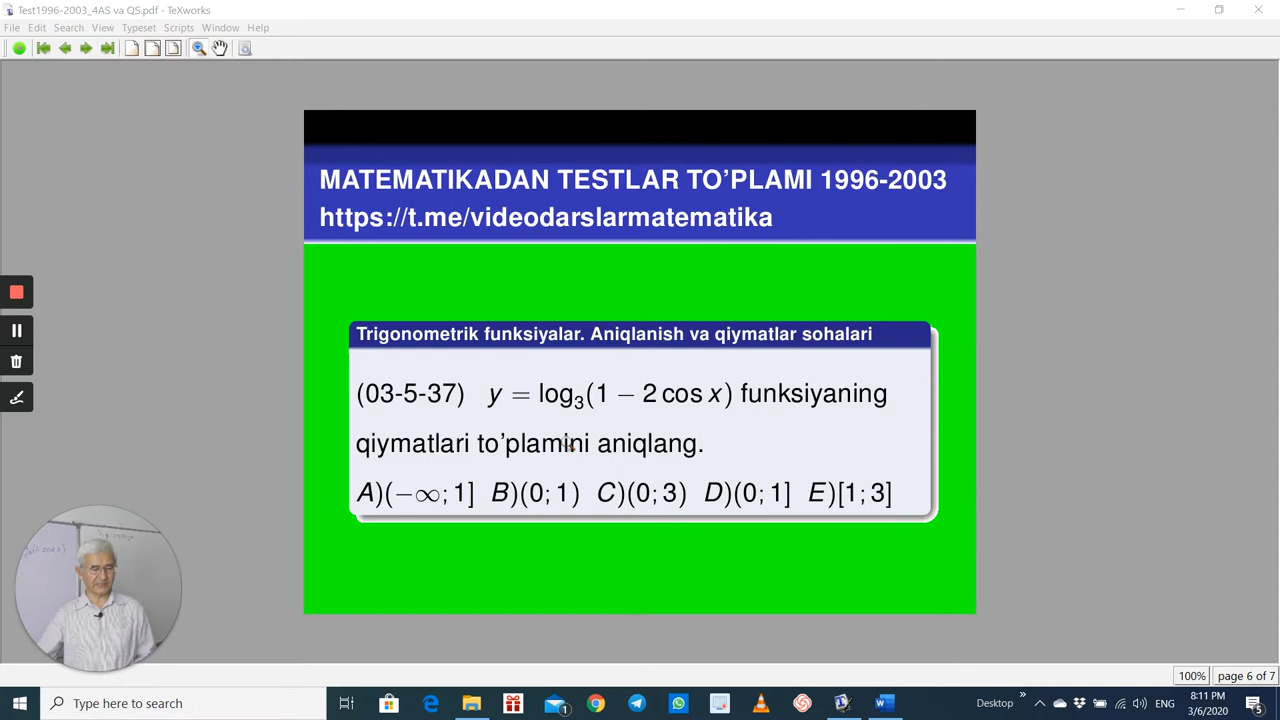 Test1996-2003_4AS va QS.pdf - TeXworks
File Edit Search View Typeset Scripts Window Help
MATEMATIKADAN TESTLAR TO'PLAMI 1996-2003
https://t.me/videodarslarmatematika
Trigonometrik funksiyalar. Aniqlanish va qiymatlar sohalari
(03-5-37) y = log₃(1 − 2 cos x) funksiyaning
qiymatlari to'plamini aniqlang.
A)(−∞; 1] B)(0; 1) C)(0; 3) D)(0; 1] E)[1; 3]
100% page 6 of 7
Type here to search
1
Desktop
ENG
8:11 PM
3/6/2020
5